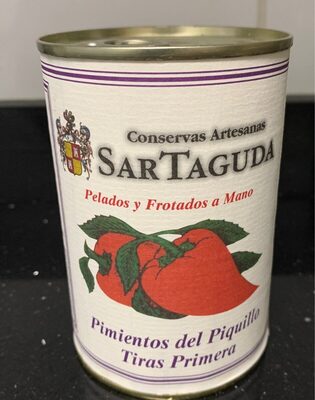 Conservas Artesanas
SARTAGUDA
Pelados y Frotados a Mano
Pimientos del Piquillo
Tiras Primera